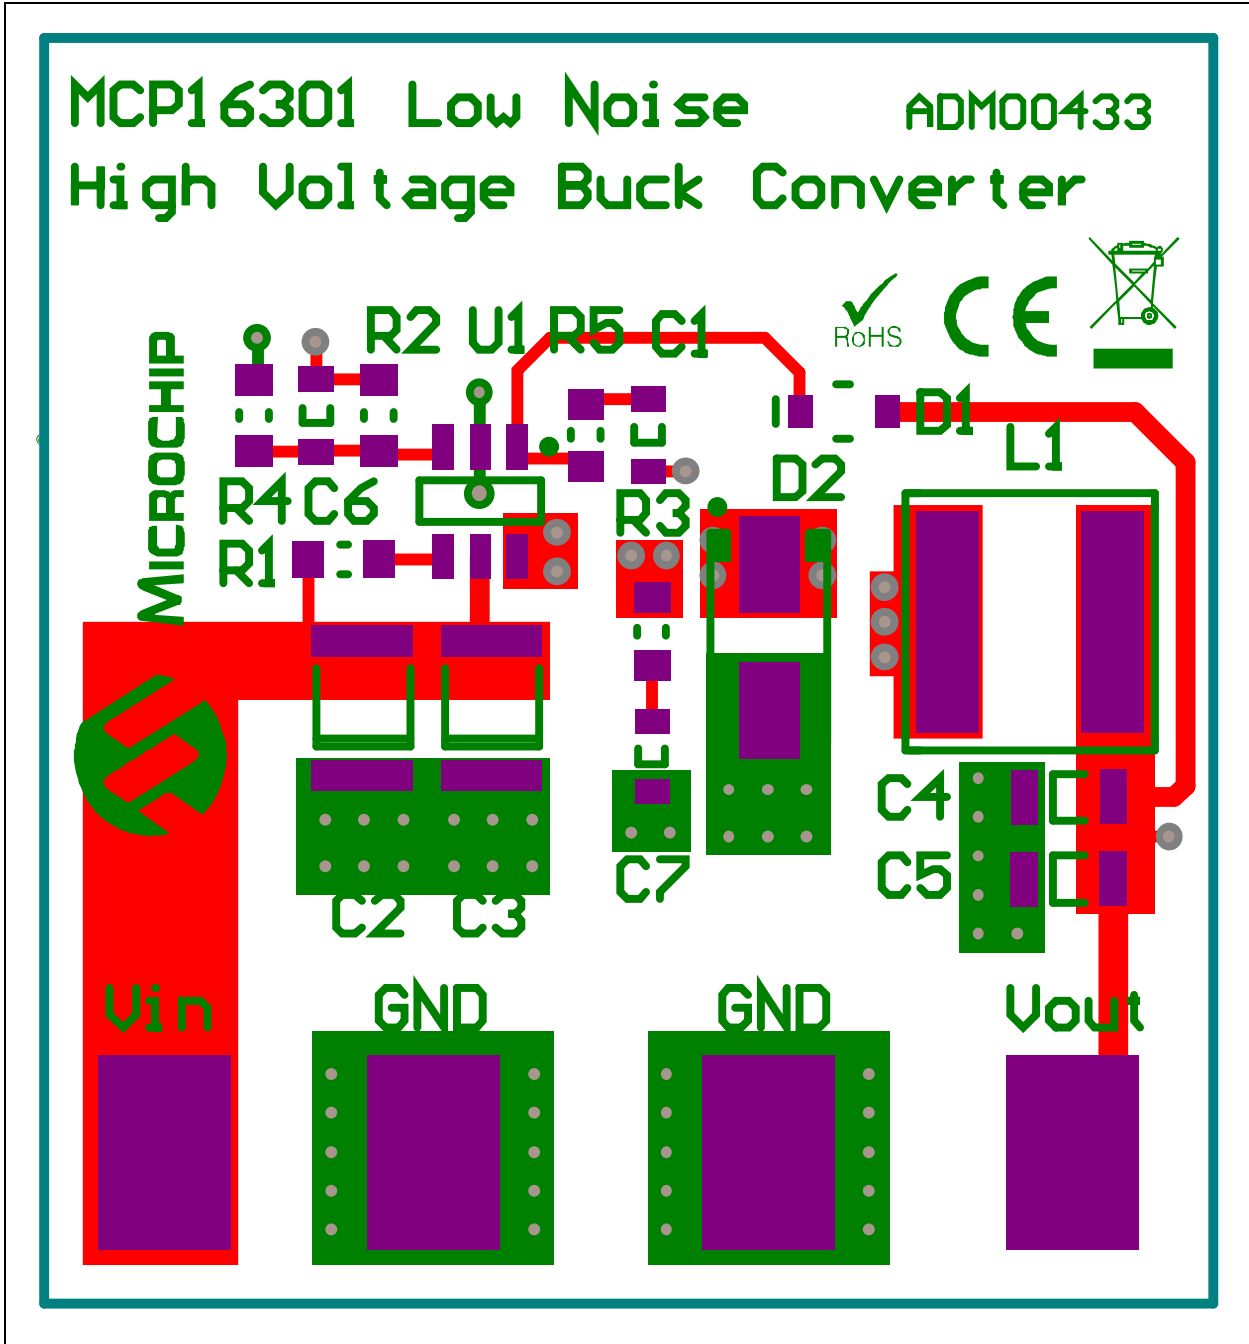 MCP16301 Low Noise ADM00433
High Voltage Buck Converter
RoHS CE
R2 U1 R5 C1
MICROCHIP
D1
L1
D2
R4 C6 R3
R1
C4
C5
C7
C2 C3
Vin GND GND Vout